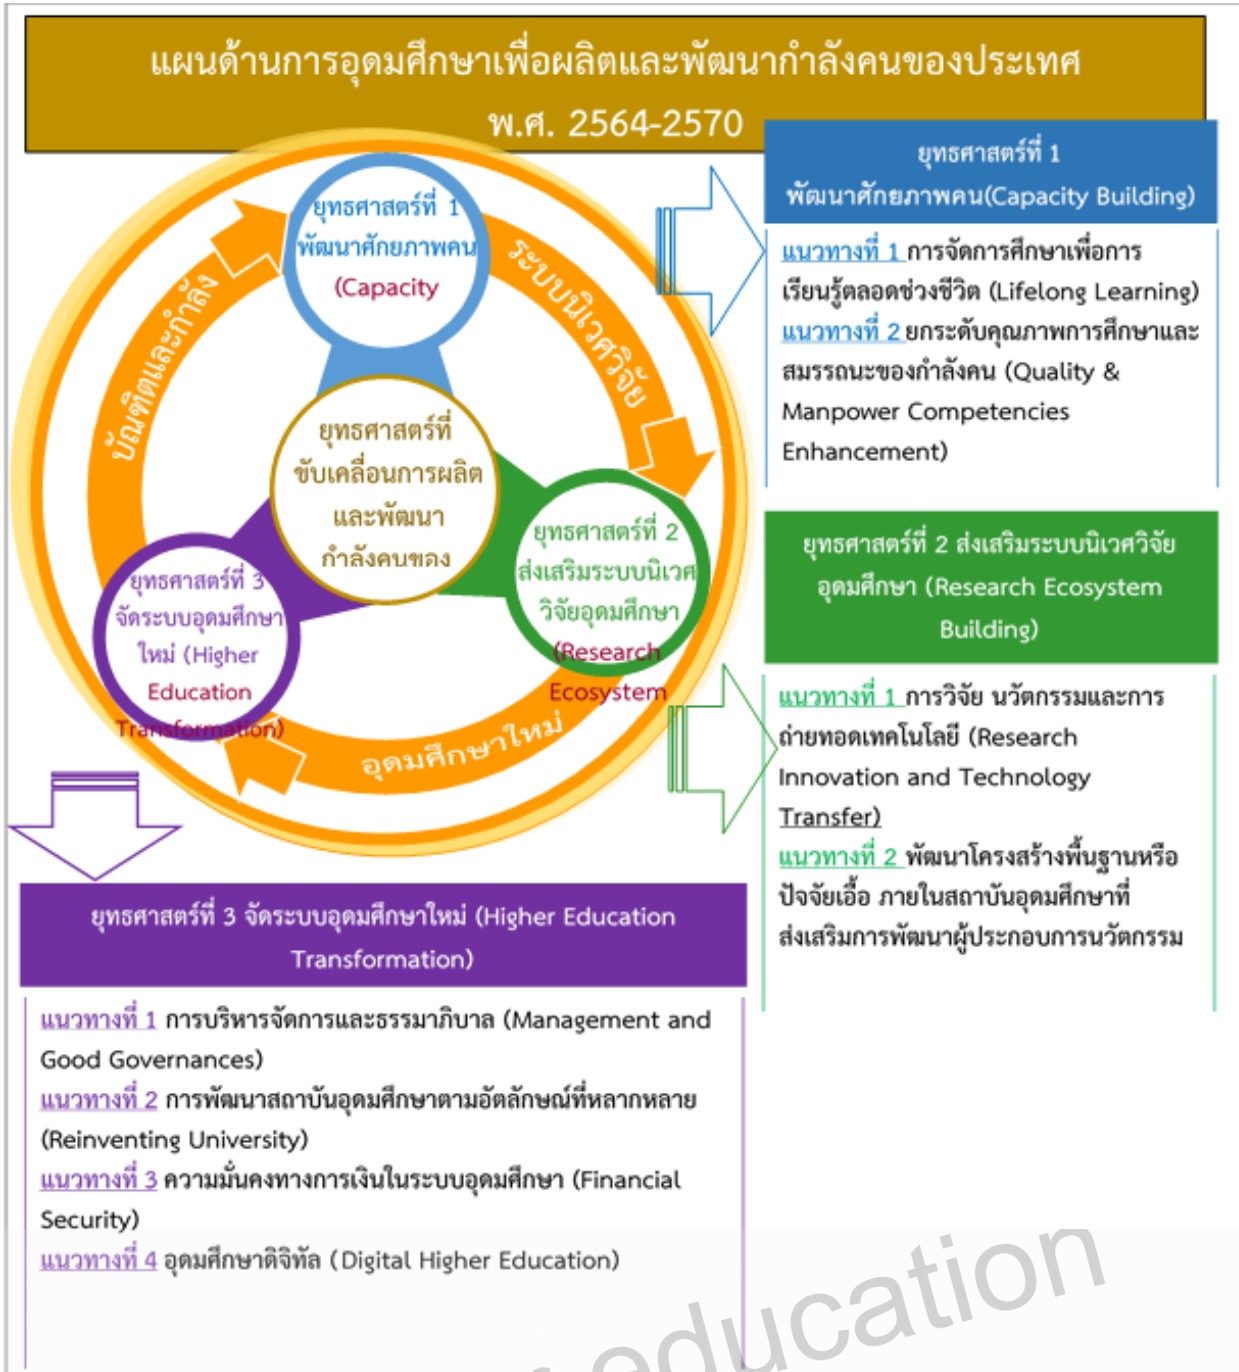 แผนด้านการอุดมศึกษาเพื่อผลิตและพัฒนากำลังคนของประเทศ
พ.ศ. 2564-2570
ยุทธศาสตร์ที่ 1
พัฒนาศักยภาพคน
(Capacity
ระบบนิเวศวิจัย
บัณฑิตและกำลัง
ยุทธศาสตร์ที่
ขับเคลื่อนการผลิต
และพัฒนา
กำลังคนของ
ยุทธศาสตร์ที่ 2
ส่งเสริมระบบนิเวศ
วิจัยอุดมศึกษา
(Research
Ecosystem
ยุทธศาสตร์ที่ 3
จัดระบบอุดมศึกษา
ใหม่ (Higher
Education
Transformation)
อุดมศึกษาใหม่
ยุทธศาสตร์ที่ 1
พัฒนาศักยภาพคน(Capacity Building)
แนวทางที่ 1 การจัดการศึกษาเพื่อการ
เรียนรู้ตลอดช่วงชีวิต (Lifelong Learning)
แนวทางที่ 2 ยกระดับคุณภาพการศึกษาและ
สมรรถนะของกำลังคน (Quality &
Manpower Competencies
Enhancement)
ยุทธศาสตร์ที่ 2 ส่งเสริมระบบนิเวศวิจัย
อุดมศึกษา (Research Ecosystem
Building)
แนวทางที่ 1 การวิจัย นวัตกรรมและการ
ถ่ายทอดเทคโนโลยี (Research
Innovation and Technology
Transfer)
แนวทางที่ 2 พัฒนาโครงสร้างพื้นฐานหรือ
ปัจจัยเอื้อ ภายในสถาบันอุดมศึกษาที่
ส่งเสริมการพัฒนาผู้ประกอบการนวัตกรรม
ยุทธศาสตร์ที่ 3 จัดระบบอุดมศึกษาใหม่ (Higher Education
Transformation)
แนวทางที่ 1 การบริหารจัดการและธรรมาภิบาล (Management and
Good Governances)
แนวทางที่ 2 การพัฒนาสถาบันอุดมศึกษาตามอัตลักษณ์ที่หลากหลาย
(Reinventing University)
แนวทางที่ 3 ความมั่นคงทางการเงินในระบบอุดมศึกษา (Financial
Security)
แนวทางที่ 4 อุดมศึกษาดิจิทัล (Digital Higher Education)
education